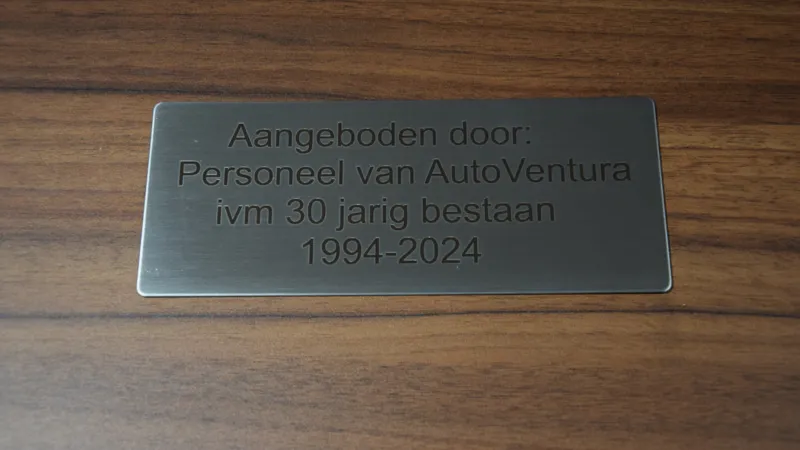 Aangeboden door:
Personeel van AutoVentura
ivm 30 jarig bestaan
1994-2024